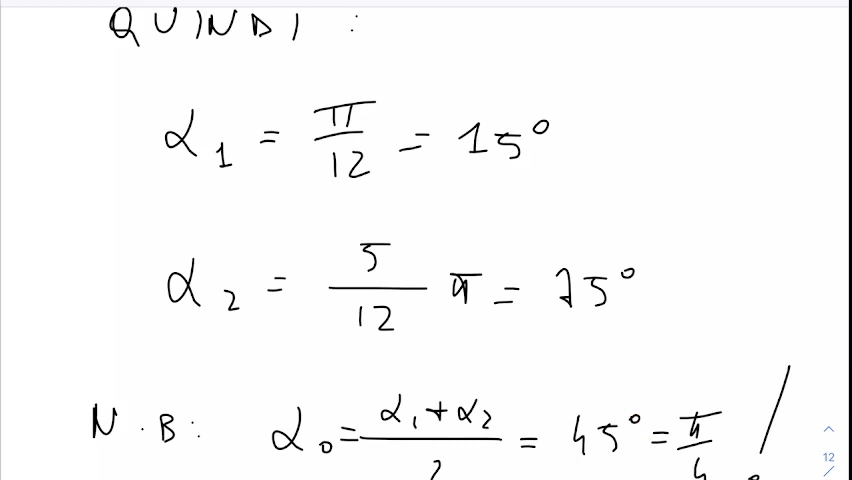 QUINDI :
α₁ = π/12 = 15°
α₂ = 5/12 π = 75°
N.B: α₀ = (α₁+α₂)/2 = 45° = π/4
12